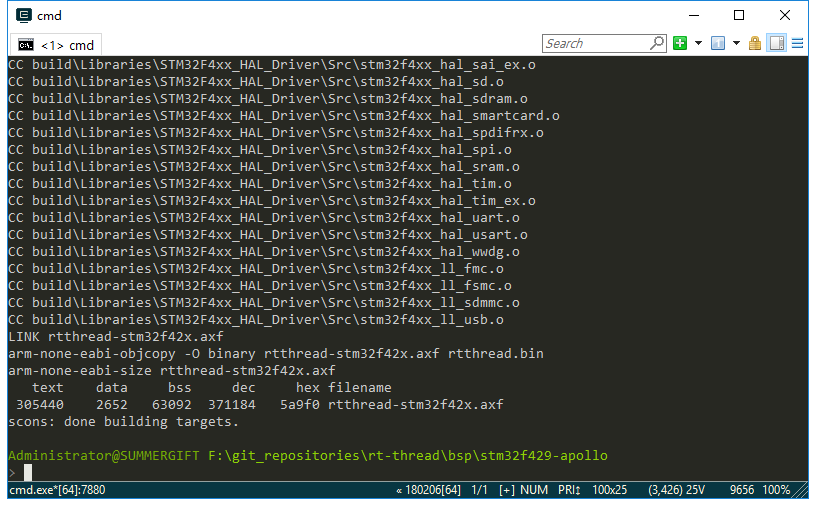 cmd
<1> cmd
Search
CC build\Libraries\STM32F4xx_HAL_Driver\Src\stm32f4xx_hal_sai_ex.o
CC build\Libraries\STM32F4xx_HAL_Driver\Src\stm32f4xx_hal_sd.o
CC build\Libraries\STM32F4xx_HAL_Driver\Src\stm32f4xx_hal_sdram.o
CC build\Libraries\STM32F4xx_HAL_Driver\Src\stm32f4xx_hal_smartcard.o
CC build\Libraries\STM32F4xx_HAL_Driver\Src\stm32f4xx_hal_spdifrx.o
CC build\Libraries\STM32F4xx_HAL_Driver\Src\stm32f4xx_hal_spi.o
CC build\Libraries\STM32F4xx_HAL_Driver\Src\stm32f4xx_hal_sram.o
CC build\Libraries\STM32F4xx_HAL_Driver\Src\stm32f4xx_hal_tim.o
CC build\Libraries\STM32F4xx_HAL_Driver\Src\stm32f4xx_hal_tim_ex.o
CC build\Libraries\STM32F4xx_HAL_Driver\Src\stm32f4xx_hal_uart.o
CC build\Libraries\STM32F4xx_HAL_Driver\Src\stm32f4xx_hal_usart.o
CC build\Libraries\STM32F4xx_HAL_Driver\Src\stm32f4xx_hal_wwdg.o
CC build\Libraries\STM32F4xx_HAL_Driver\Src\stm32f4xx_ll_fmc.o
CC build\Libraries\STM32F4xx_HAL_Driver\Src\stm32f4xx_ll_fsmc.o
CC build\Libraries\STM32F4xx_HAL_Driver\Src\stm32f4xx_ll_sdmmc.o
CC build\Libraries\STM32F4xx_HAL_Driver\Src\stm32f4xx_ll_usb.o
LINK rtthread-stm32f42x.axf
arm-none-eabi-objcopy -O binary rtthread-stm32f42x.axf rtthread.bin
arm-none-eabi-size rtthread-stm32f42x.axf
   text    data     bss     dec     hex filename
 305440    2652   63092  371184   5a9f0 rtthread-stm32f42x.axf
scons: done building targets.
Administrator@SUMMERGIFT F:\git_repositories\rt-thread\bsp\stm32f429-apollo
>
cmd.exe*[64]:7880 « 180206[64] 1/1 [+] NUM PRI↕ 100x25 (3,426) 25V 9656 100%